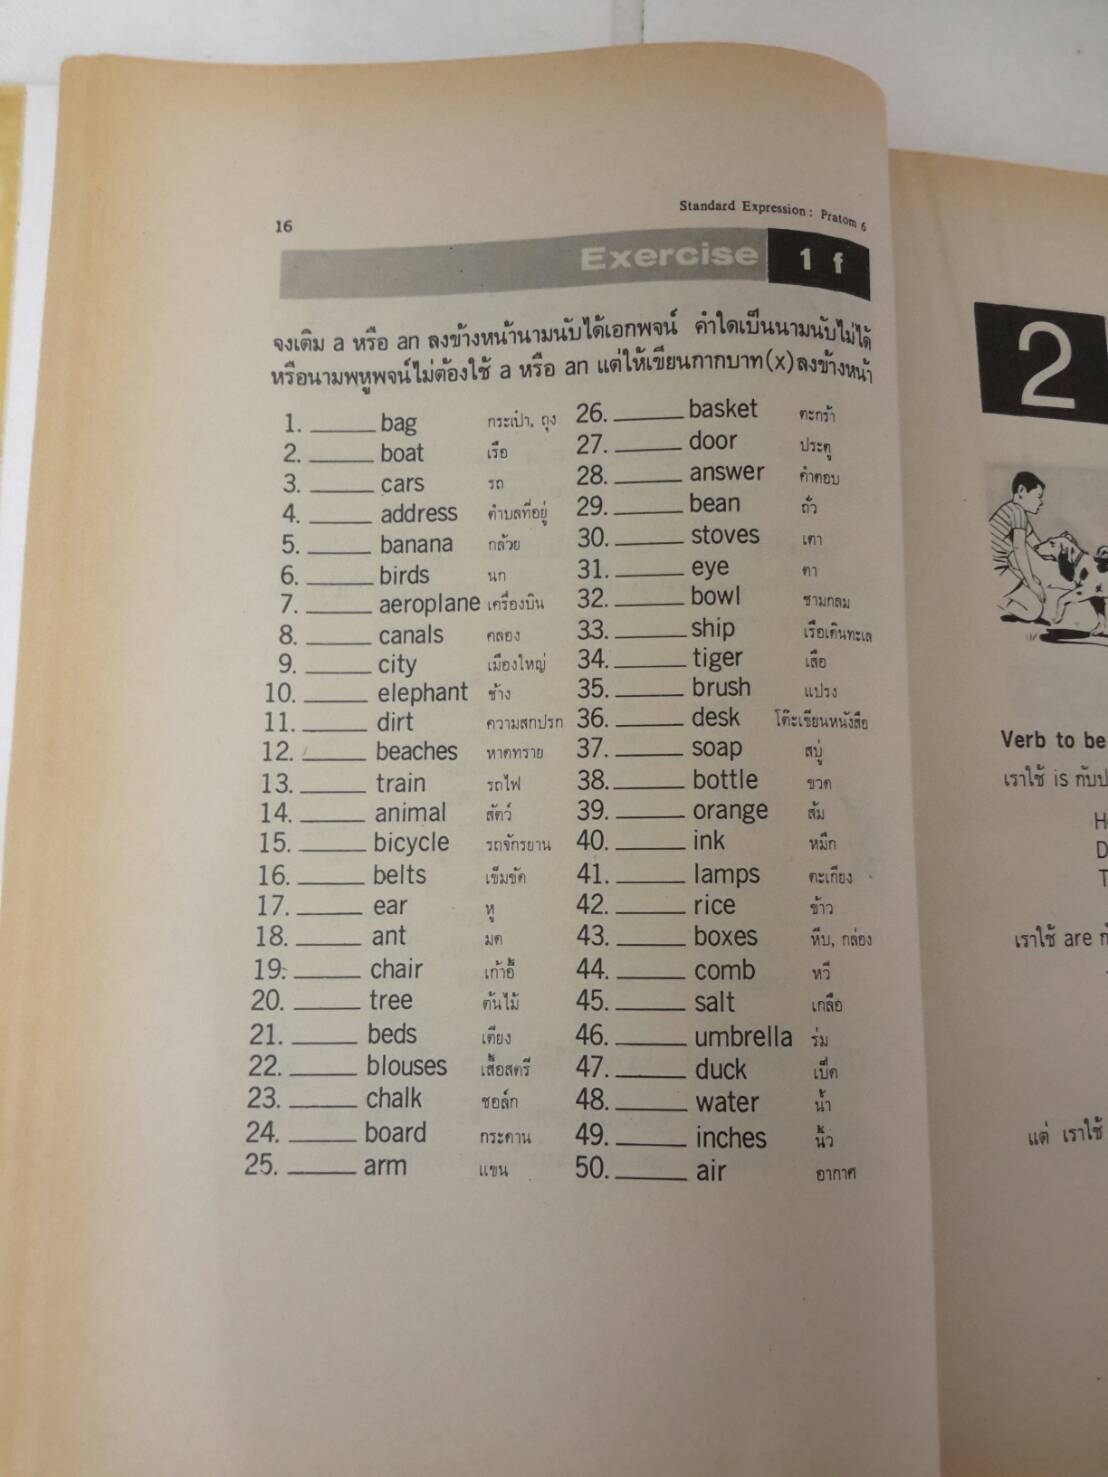 16
Standard Expression : Pratom 6
Exercise 1 f
จงเติม a หรือ an ลงข้างหน้านามนับได้เอกพจน์ คำใดเป็นนามนับไม่ได้
หรือนามพหูพจน์ไม่ต้องใช้ a หรือ an แต่ให้เขียนกากบาท(x)ลงข้างหน้า
1. ______ bag กระเป๋า, ถุง
2. ______ boat เรือ
3. ______ cars รถ
4. ______ address ตำบลที่อยู่
5. ______ banana กล้วย
6. ______ birds นก
7. ______ aeroplane เครื่องบิน
8. ______ canals คลอง
9. ______ city เมืองใหญ่
10. ______ elephant ช้าง
11. ______ dirt ความสกปรก
12. ______ beaches หาดทราย
13. ______ train รถไฟ
14. ______ animal สัตว์
15. ______ bicycle รถจักรยาน
16. ______ belts เข็มขัด
17. ______ ear หู
18. ______ ant มด
19. ______ chair เก้าอี้
20. ______ tree ต้นไม้
21. ______ beds เตียง
22. ______ blouses เสื้อสตรี
23. ______ chalk ชอล์ก
24. ______ board กระดาน
25. ______ arm แขน
26. ______ basket ตะกร้า
27. ______ door ประตู
28. ______ answer คำตอบ
29. ______ bean ถั่ว
30. ______ stoves เตา
31. ______ eye ตา
32. ______ bowl ชามกลม
33. ______ ship เรือเดินทะเล
34. ______ tiger เสือ
35. ______ brush แปรง
36. ______ desk โต๊ะเขียนหนังสือ
37. ______ soap สบู่
38. ______ bottle ขวด
39. ______ orange ส้ม
40. ______ ink หมึก
41. ______ lamps ตะเกียง
42. ______ rice ข้าว
43. ______ boxes หีบ, กล่อง
44. ______ comb หวี
45. ______ salt เกลือ
46. ______ umbrella ร่ม
47. ______ duck เป็ด
48. ______ water น้ำ
49. ______ inches นิ้ว
50. ______ air อากาศ
2
Verb to be
เราใช้ is กับ
เราใช้ are
แต่ เราใช้